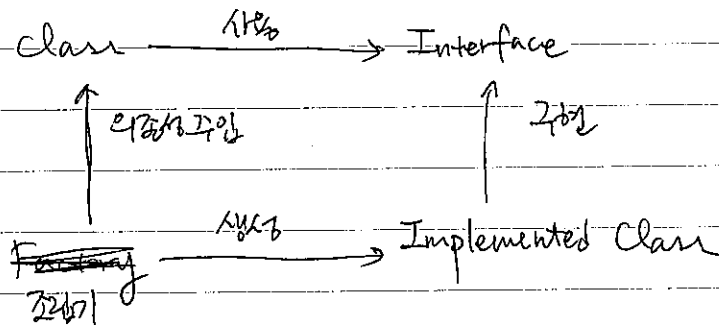 사용
Class Interface
의존성 주입 구현
생성
Factory Implemented Class
조립기